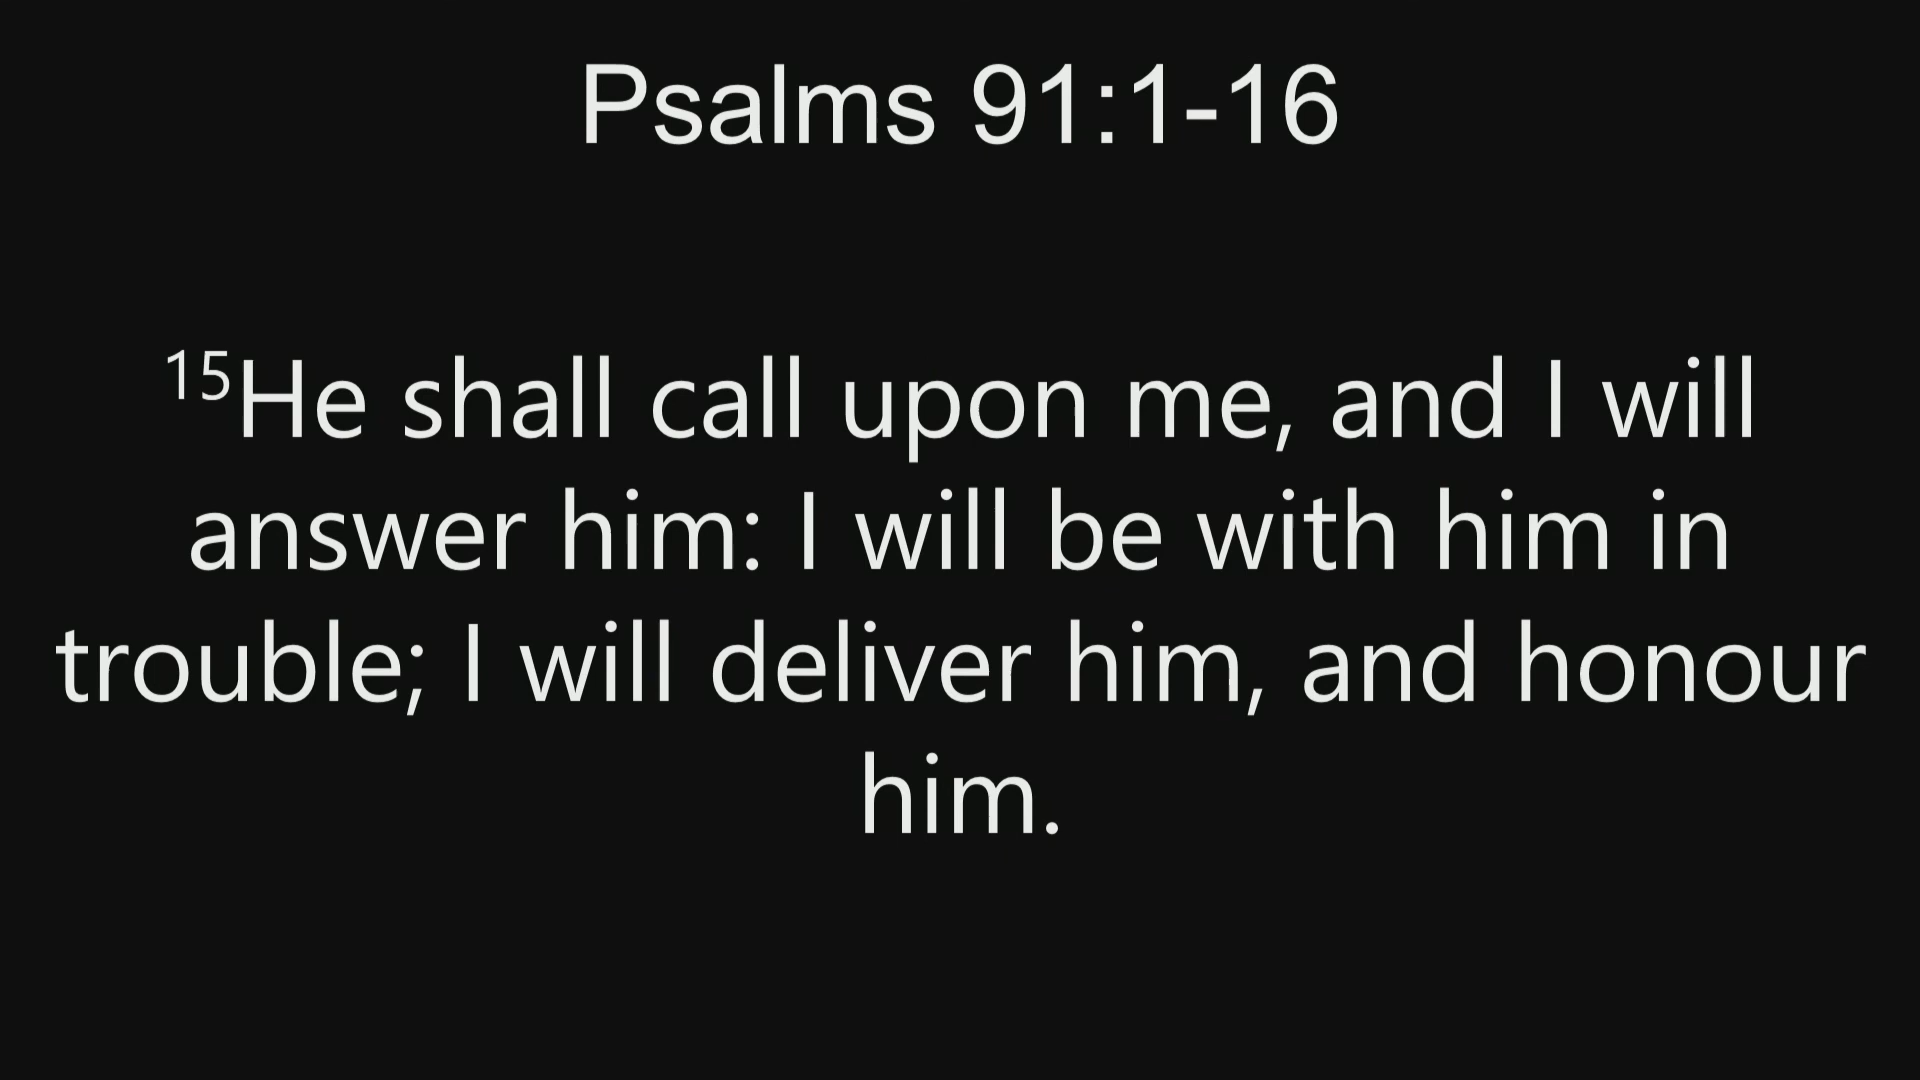 Psalms 91:1-16
15He shall call upon me, and I will
answer him: I will be with him in
trouble; I will deliver him, and honour
him.